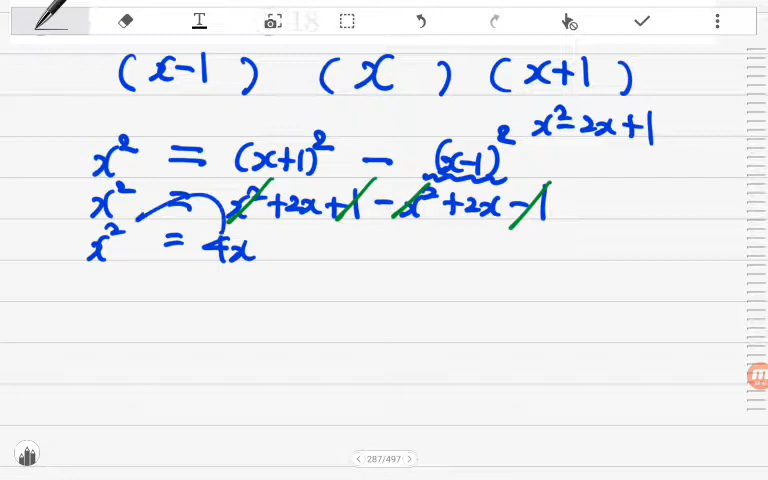 18
(x-1) (x) (x+1)
x² - 2x + 1
x² = (x+1)² - (x-1)²
x² = x² + 2x + 1 - x² + 2x - 1
x² = 4x
287/497